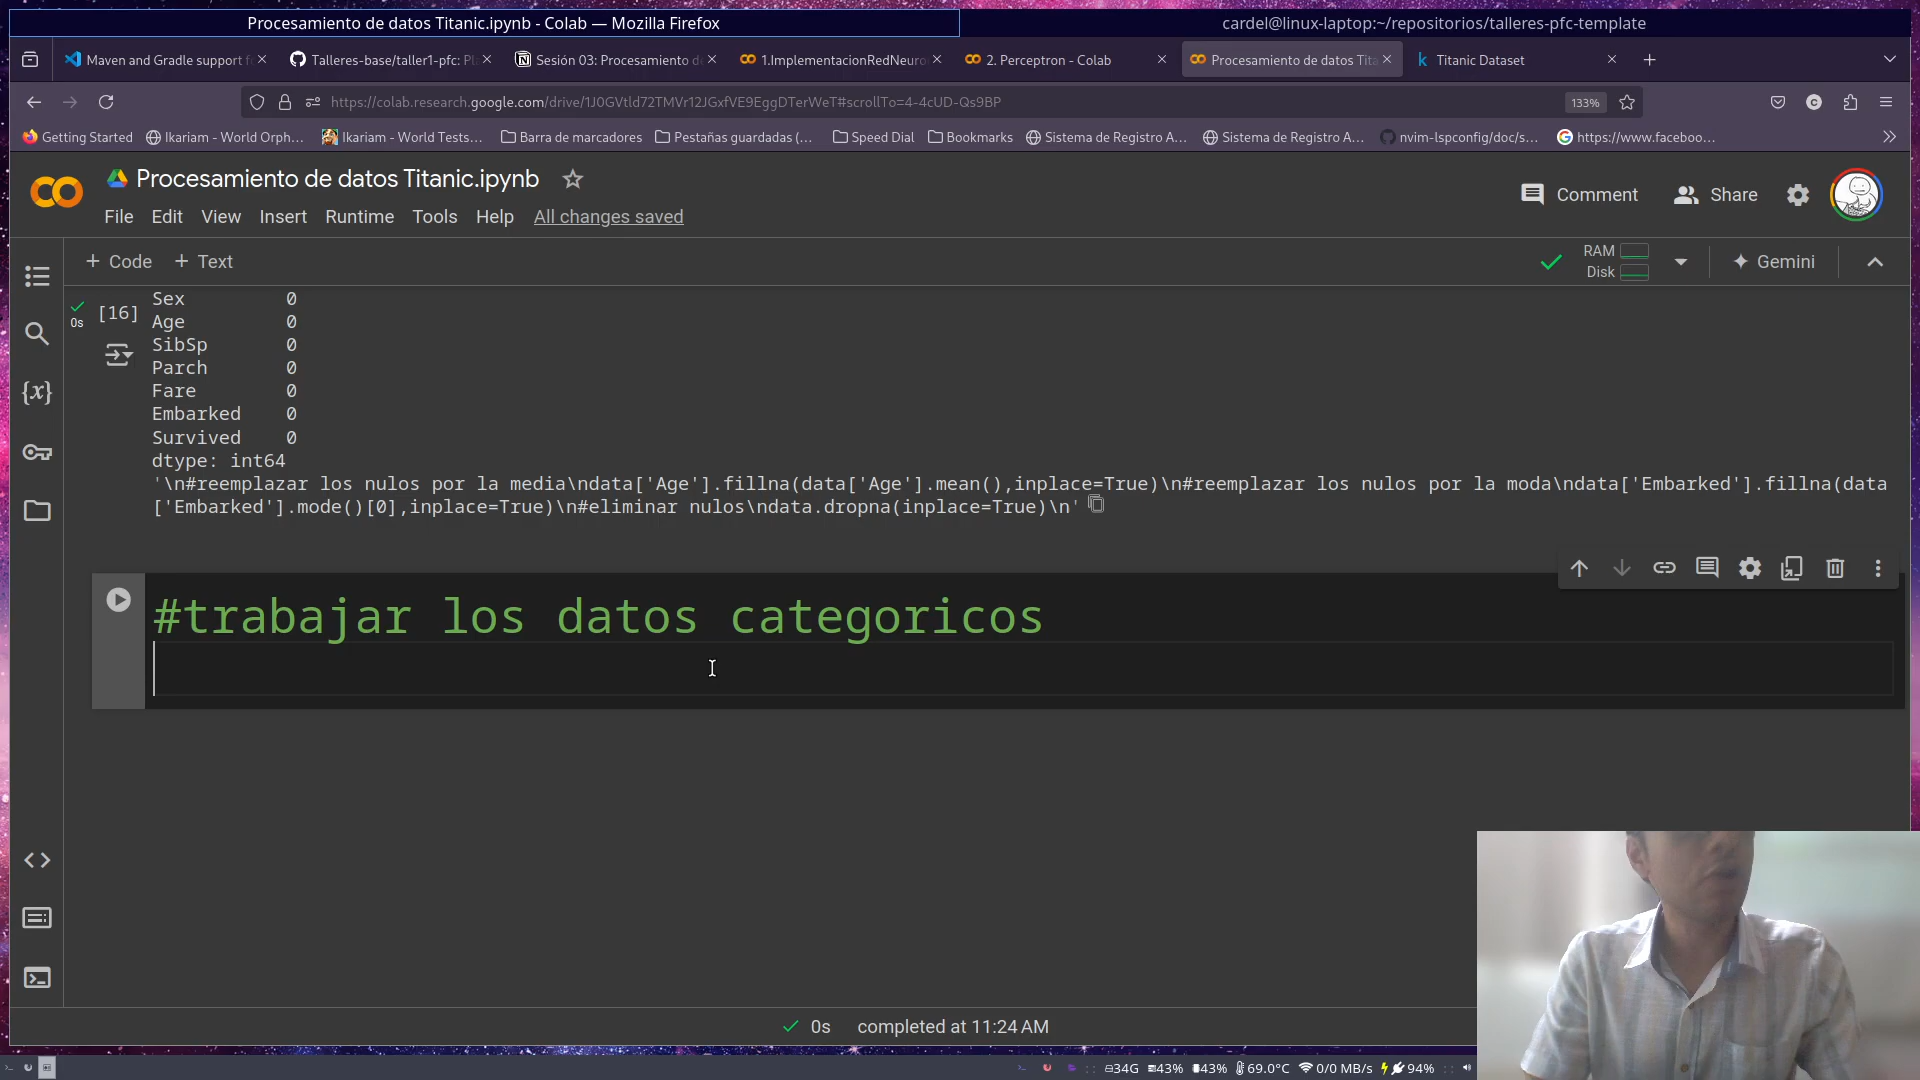 Procesamiento de datos Titanic.ipynb - Colab — Mozilla Firefox
cardel@linux-laptop:~/repositorios/talleres-pfc-template
Maven and Gradle support f
Talleres-base/taller1-pfc: Pl
Sesión 03: Procesamiento de
1.ImplementacionRedNeuro
2. Perceptron - Colab
Procesamiento de datos Tita
Titanic Dataset
https://colab.research.google.com/drive/1J0GVtld72TMVr12JGxfVE9EggDTerWeT#scrollTo=4-4cUD-Qs9BP
133%
Getting Started
Ikariam - World Orph...
Ikariam - World Tests...
Barra de marcadores
Pestañas guardadas (...
Speed Dial
Bookmarks
Sistema de Registro A...
Sistema de Registro A...
nvim-lspconfig/doc/s...
https://www.faceboo...
Procesamiento de datos Titanic.ipynb
File Edit View Insert Runtime Tools Help All changes saved
Comment
Share
+ Code + Text
RAM
Disk
Gemini
[16]
0s
Sex 0
Age 0
SibSp 0
Parch 0
Fare 0
Embarked 0
Survived 0
dtype: int64
'\n#reemplazar los nulos por la media\ndata['Age'].fillna(data['Age'].mean(),inplace=True)\n#reemplazar los nulos por la moda\ndata['Embarked'].fillna(data
['Embarked'].mode()[0],inplace=True)\n#eliminar nulos\ndata.dropna(inplace=True)\n'
#trabajar los datos categoricos
0s completed at 11:24 AM
34G 43% 43% 69.0°C 0/0 MB/s 94%